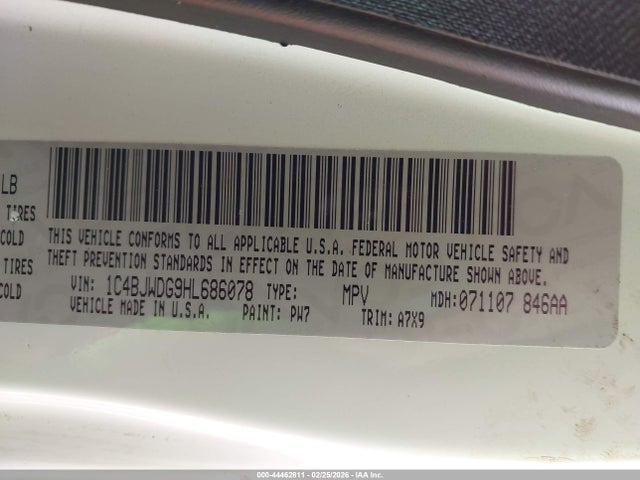 LB
TIRES
COLD
TIRES
COLD
THIS VEHICLE CONFORMS TO ALL APPLICABLE U.S.A. FEDERAL MOTOR VEHICLE SAFETY AND
THEFT PREVENTION STANDARDS IN EFFECT ON THE DATE OF MANUFACTURE SHOWN ABOVE.
VIN: 1C4BJWDG9HL686078 TYPE: MPV MDH:071107 846AA
VEHICLE MADE IN U.S.A. PAINT: PW7 TRIM: A7X9
000-44462611 - 02/25/2026 - IAA Inc.